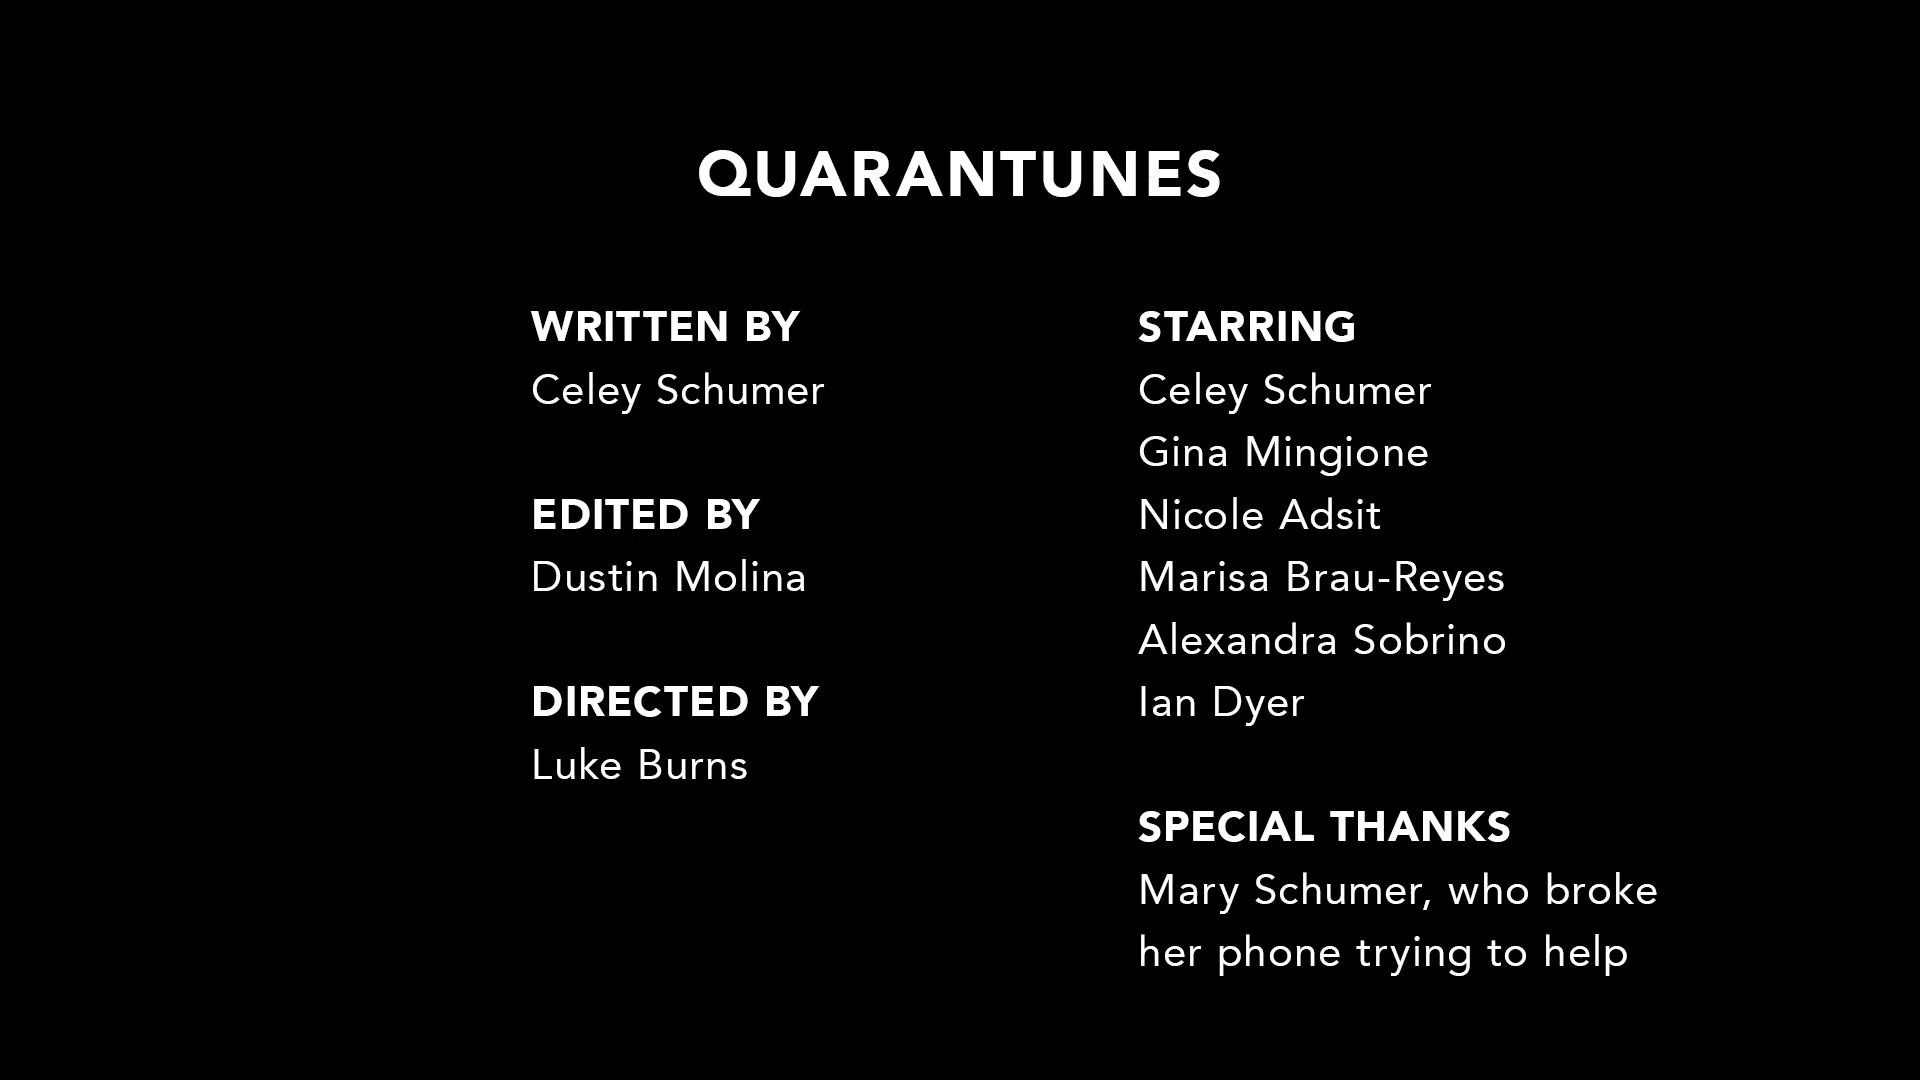 QUARANTUNES
WRITTEN BY
Celey Schumer
EDITED BY
Dustin Molina
DIRECTED BY
Luke Burns
STARRING
Celey Schumer
Gina Mingione
Nicole Adsit
Marisa Brau-Reyes
Alexandra Sobrino
Ian Dyer
SPECIAL THANKS
Mary Schumer, who broke
her phone trying to help